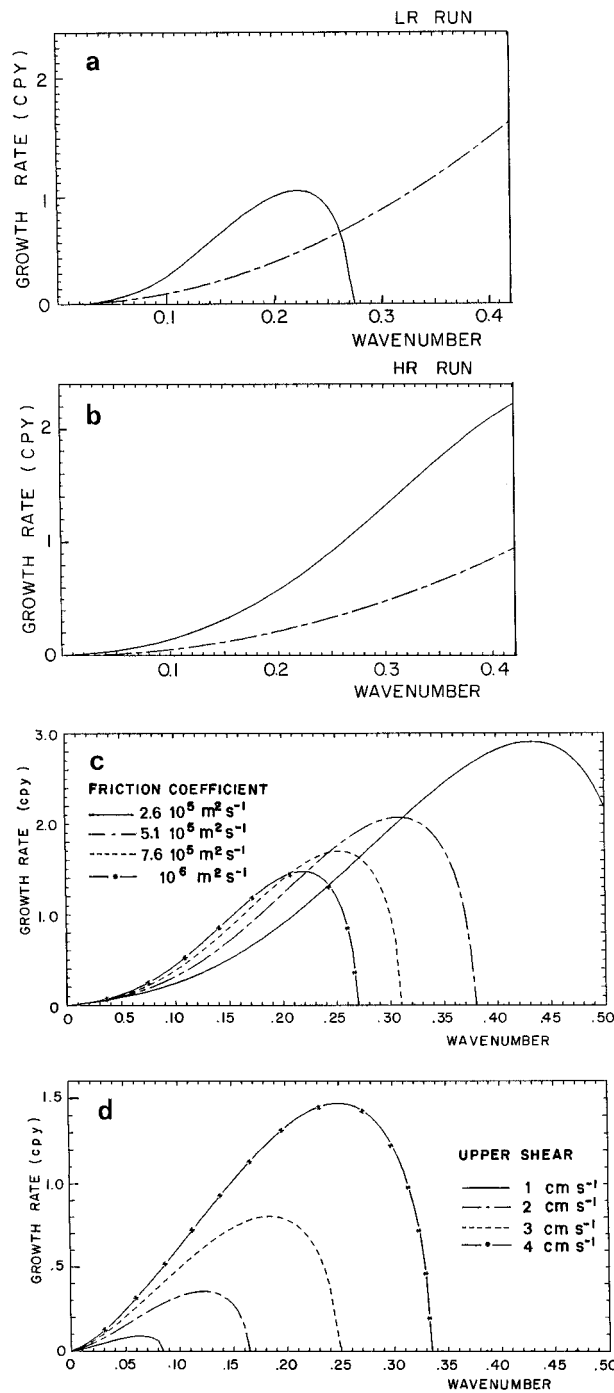 LR RUN
a
GROWTH RATE (CPY)
2
1
0
0.1 0.2 0.3 0.4
WAVENUMBER
HR RUN
b
GROWTH RATE (CPY)
2
1
0
0.1 0.2 0.3 0.4
WAVENUMBER
c
3.0
2.0
1.0
0
GROWTH RATE (cpy)
FRICTION COEFFICIENT
2.6 10⁵ m² s⁻¹
5.1 10⁵ m² s⁻¹
7.6 10⁵ m² s⁻¹
10⁶ m² s⁻¹
0 0.5 .10 .15 .20 .25 .30 .35 .40 .45 .50
WAVENUMBER
d
1.5
1.0
.5
0
GROWTH RATE (cpy)
UPPER SHEAR
1 cm s⁻¹
2 cm s⁻¹
3 cm s⁻¹
4 cm s⁻¹
0 0.5 .10 .15 .20 .25 .30 .35 .40 .45 .50
WAVENUMBER